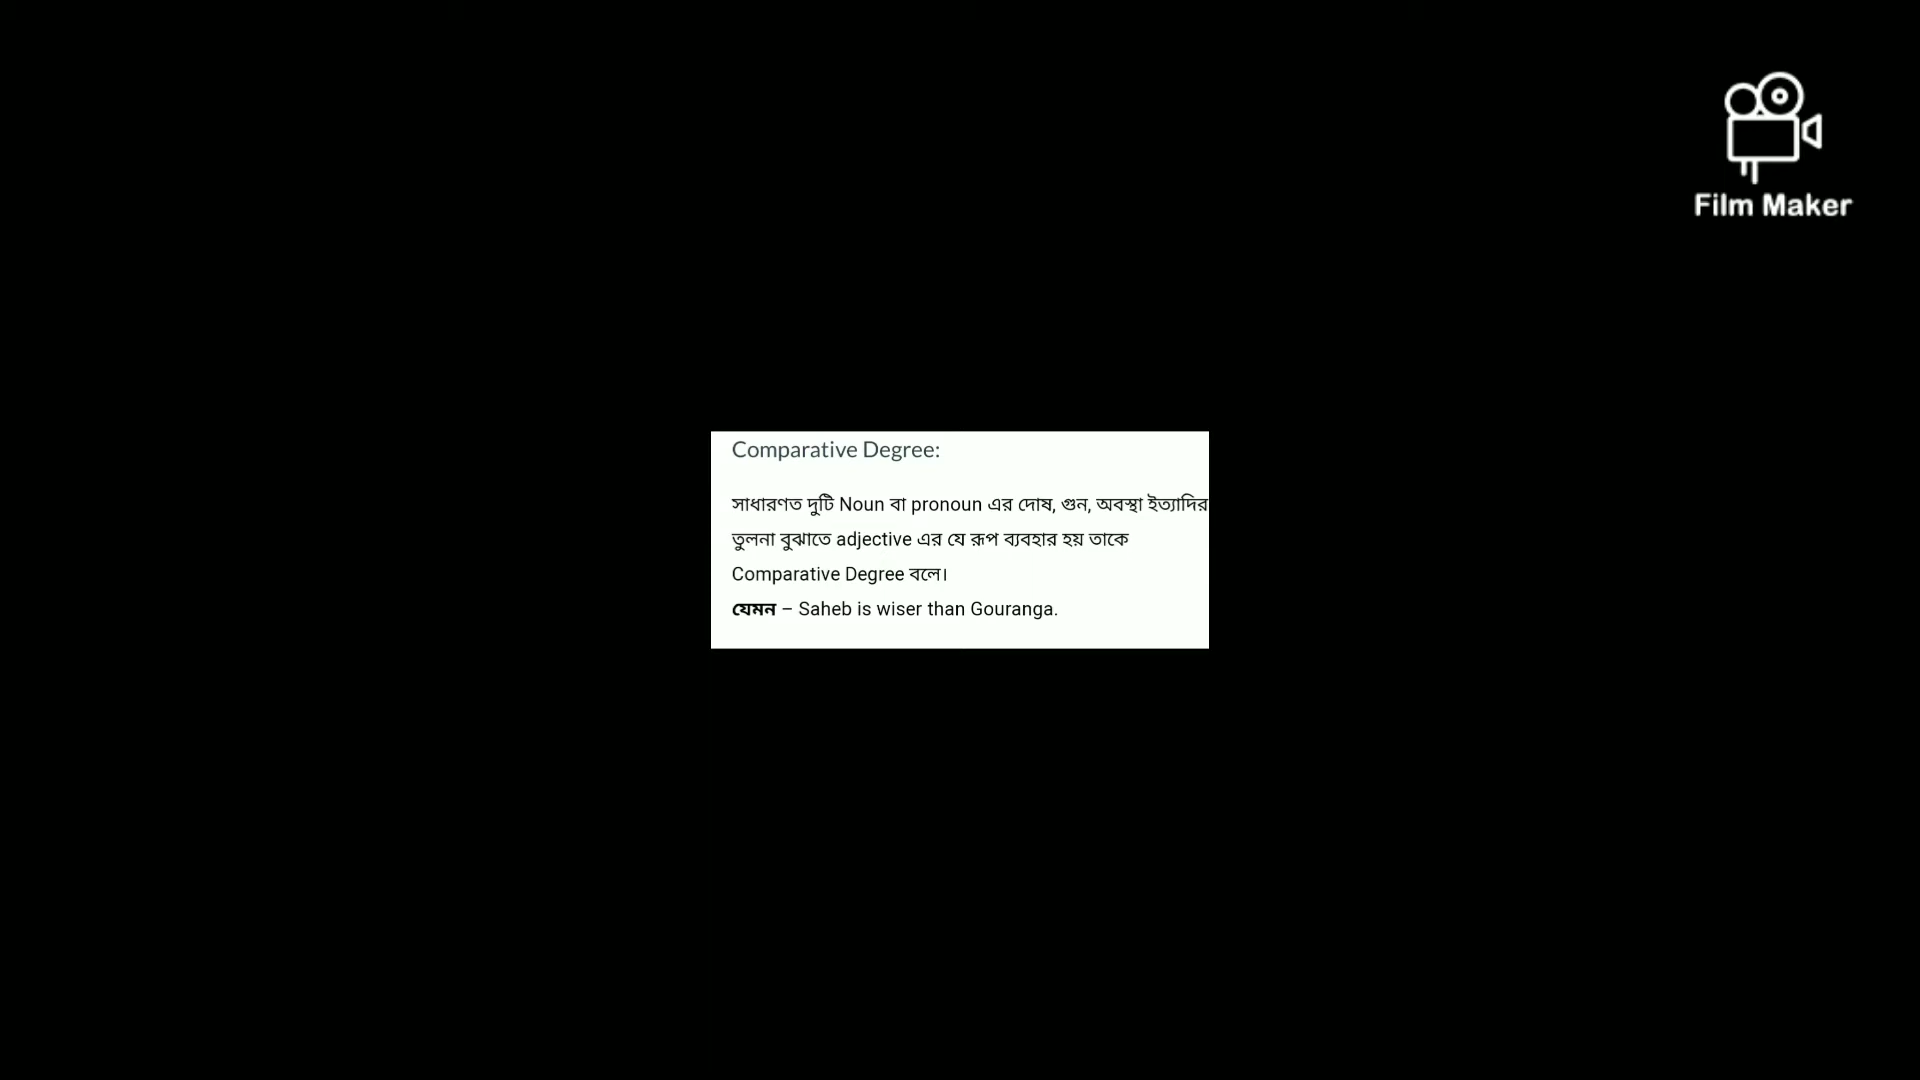 Film Maker
Comparative Degree:
সাধারণত দুটি Noun বা pronoun এর দোষ, গুন, অবস্থা ইত্যাদির
তুলনা বুঝাতে adjective এর যে রূপ ব্যবহার হয় তাকে
Comparative Degree বলে।
যেমন – Saheb is wiser than Gouranga.